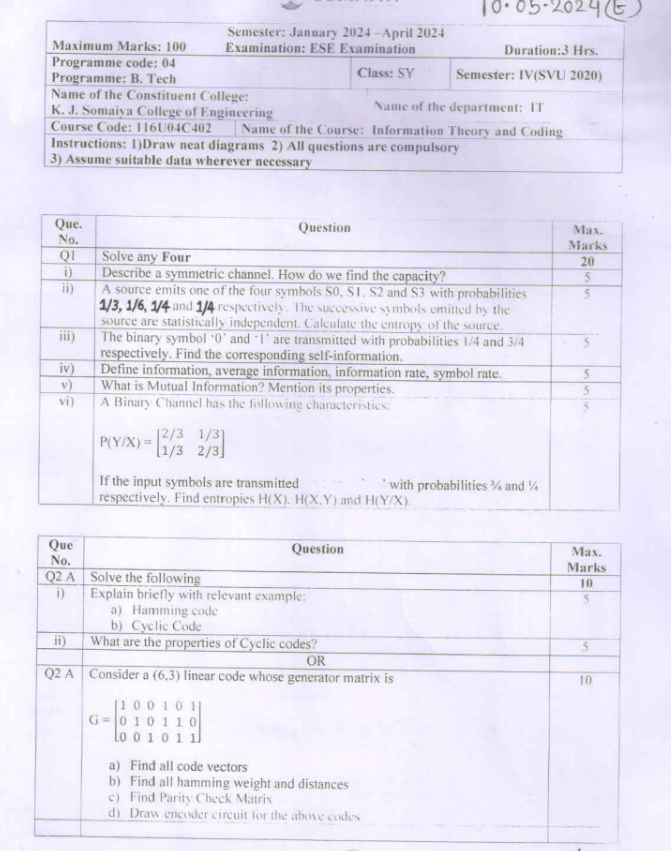 10.05-2024(E)
Semester: January 2024 –April 2024
Maximum Marks: 100 Examination: ESE Examination Duration:3 Hrs.
Programme code: 04
Programme: B. Tech Class: SY Semester: IV(SVU 2020)
Name of the Constituent College:
K. J. Somaiya College of Engineering Name of the department: IT
Course Code: 116U04C402 Name of the Course: Information Theory and Coding
Instructions: 1)Draw neat diagrams 2) All questions are compulsory
3) Assume suitable data wherever necessary
Que. No. Question Max. Marks
Q1 Solve any Four 20
i) Describe a symmetric channel. How do we find the capacity? 5
ii) A source emits one of the four symbols S0, S1, S2 and S3 with probabilities 5
1/3, 1/6, 1/4 and 1/4 respectively. The successive symbols emitted by the
source are statistically independent. Calculate the entropy of the source.
iii) The binary symbol '0' and '1' are transmitted with probabilities 1/4 and 3/4 5
respectively. Find the corresponding self-information.
iv) Define information, average information, information rate, symbol rate. 5
v) What is Mutual Information? Mention its properties. 5
vi) A Binary Channel has the following characteristics: 5
P(Y/X) = [2/3 1/3]
[1/3 2/3]
If the input symbols are transmitted ' with probabilities ¾ and ¼
respectively. Find entropies H(X), H(X,Y) and H(Y/X).
Que No. Question Max. Marks
Q2 A Solve the following 10
i) Explain briefly with relevant example: 5
a) Hamming code
b) Cyclic Code
ii) What are the properties of Cyclic codes? 5
OR
Q2 A Consider a (6,3) linear code whose generator matrix is 10
[1 0 0 1 0 1]
G = |0 1 0 1 1 0|
[0 0 1 0 1 1]
a) Find all code vectors
b) Find all hamming weight and distances
c) Find Parity Check Matrix
d) Draw encoder circuit for the above codes